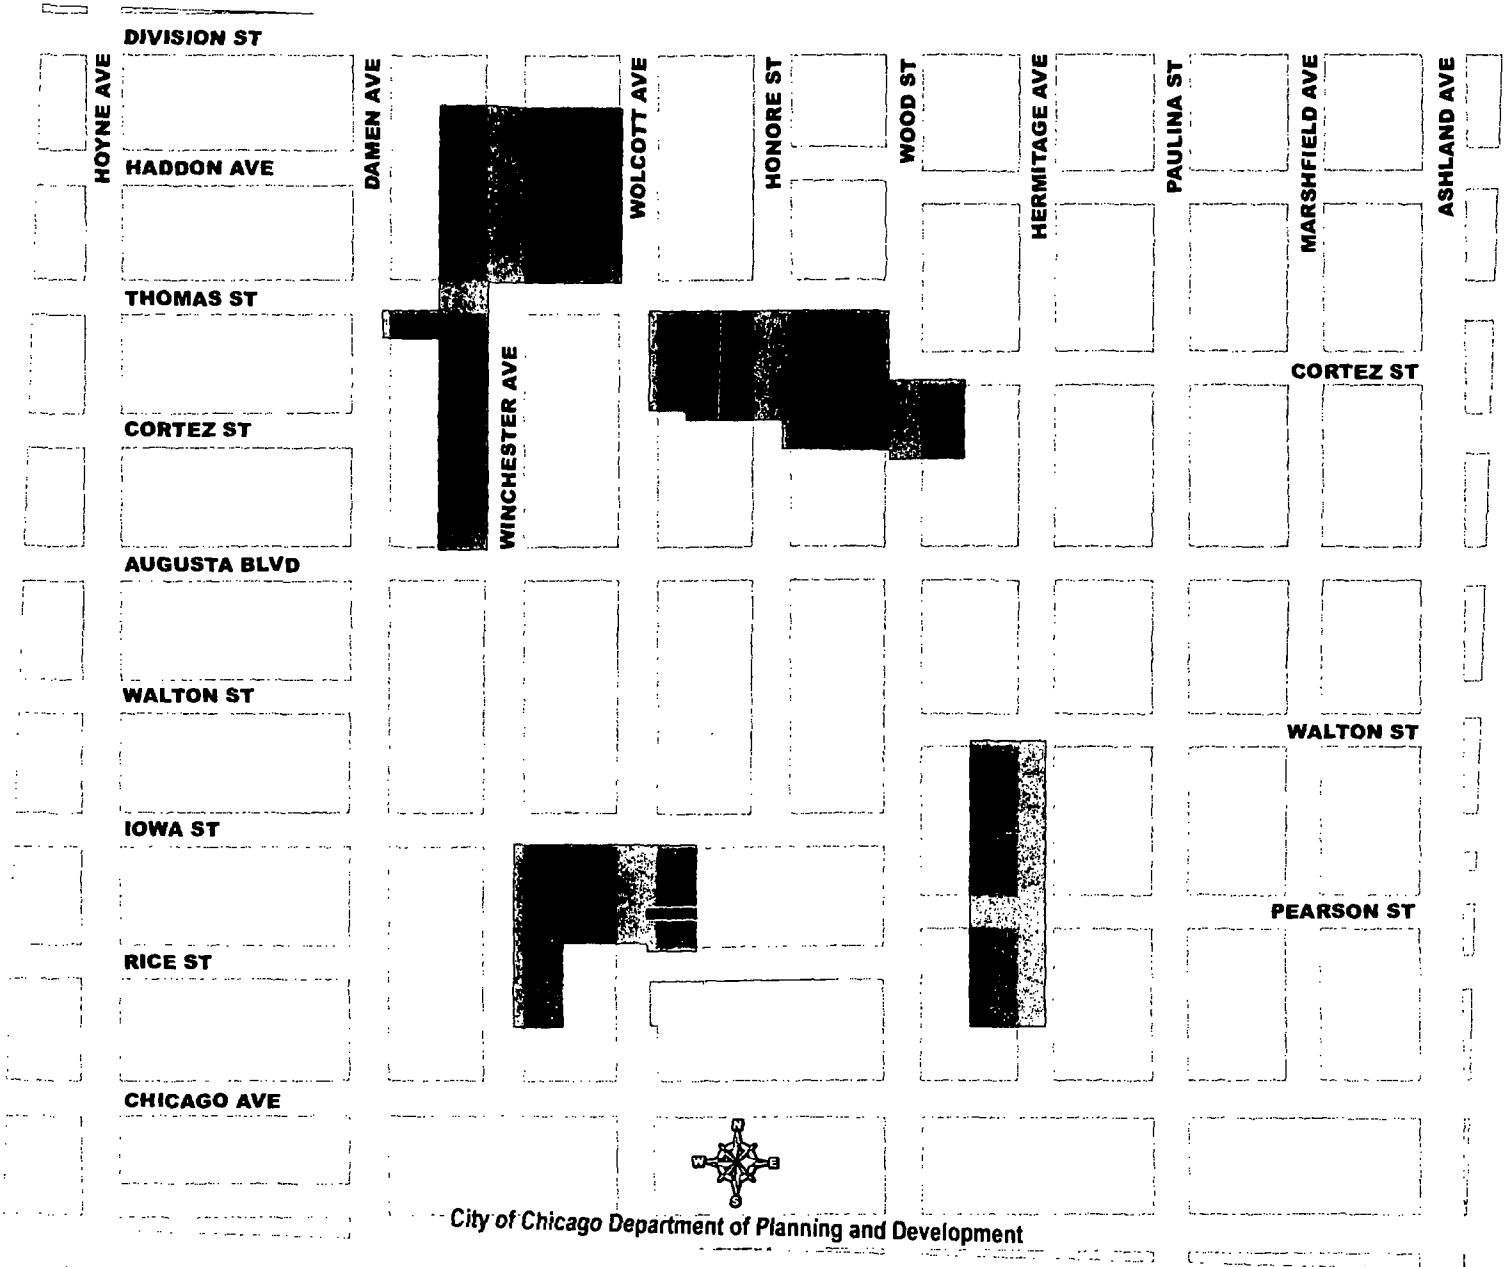 DIVISION ST
HOYNE AVE
DAMEN AVE
WOLCOTT AVE
HONORE ST
WOOD ST
HERMITAGE AVE
PAULINA ST
MARSHFIELD AVE
ASHLAND AVE
HADDON AVE
THOMAS ST
WINCHESTER AVE
CORTEZ ST
CORTEZ ST
AUGUSTA BLVD
WALTON ST
WALTON ST
IOWA ST
PEARSON ST
RICE ST
CHICAGO AVE
N
W E
S
City of Chicago Department of Planning and Development